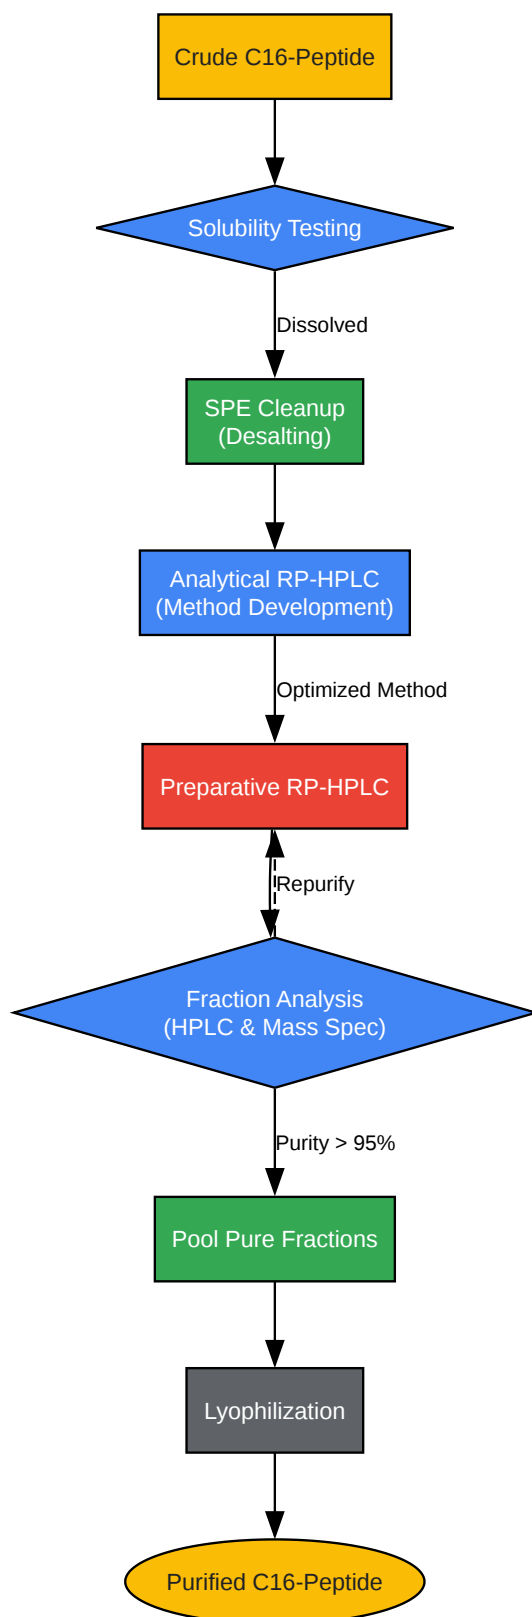 Crude C16-Peptide
Solubility Testing
Dissolved
SPE Cleanup
(Desalting)
Analytical RP-HPLC
(Method Development)
Optimized Method
Preparative RP-HPLC
Repurify
Fraction Analysis
(HPLC & Mass Spec)
Purity > 95%
Pool Pure Fractions
Lyophilization
Purified C16-Peptide